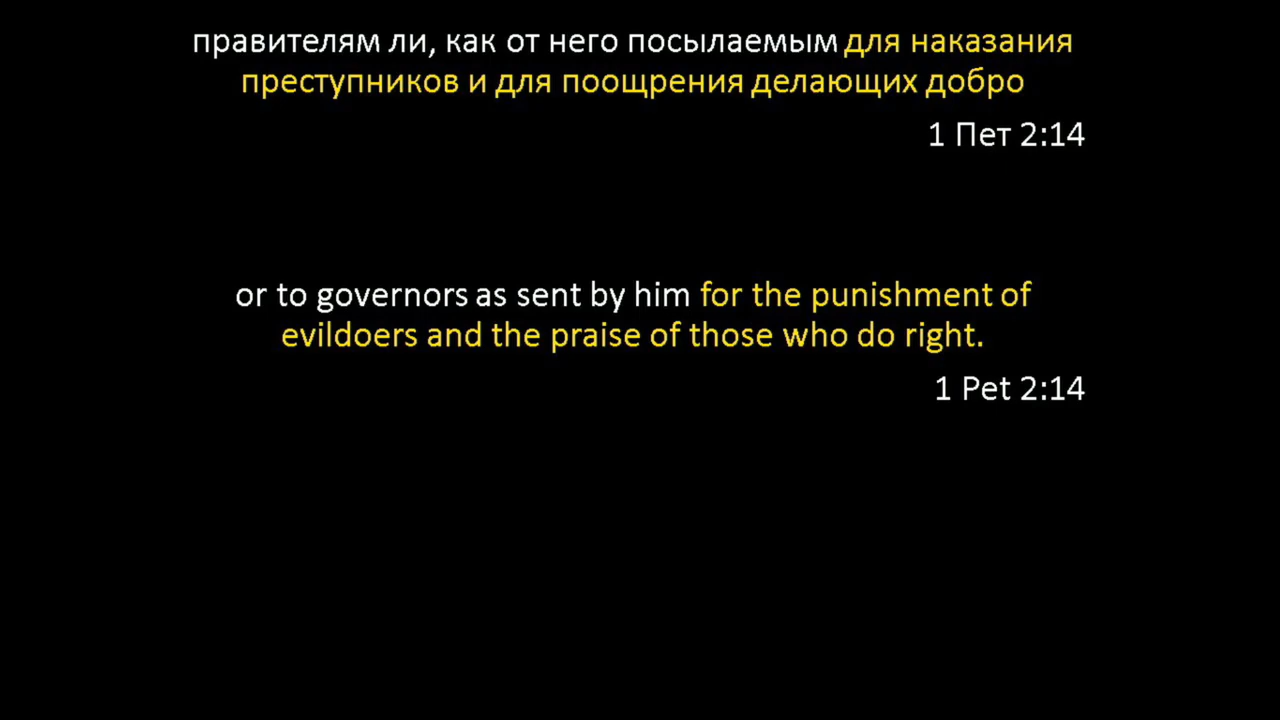 правителям ли, как от него посылаемым для наказания
преступников и для поощрения делающих добро
1 Пет 2:14
or to governors as sent by him for the punishment of
evildoers and the praise of those who do right.
1 Pet 2:14